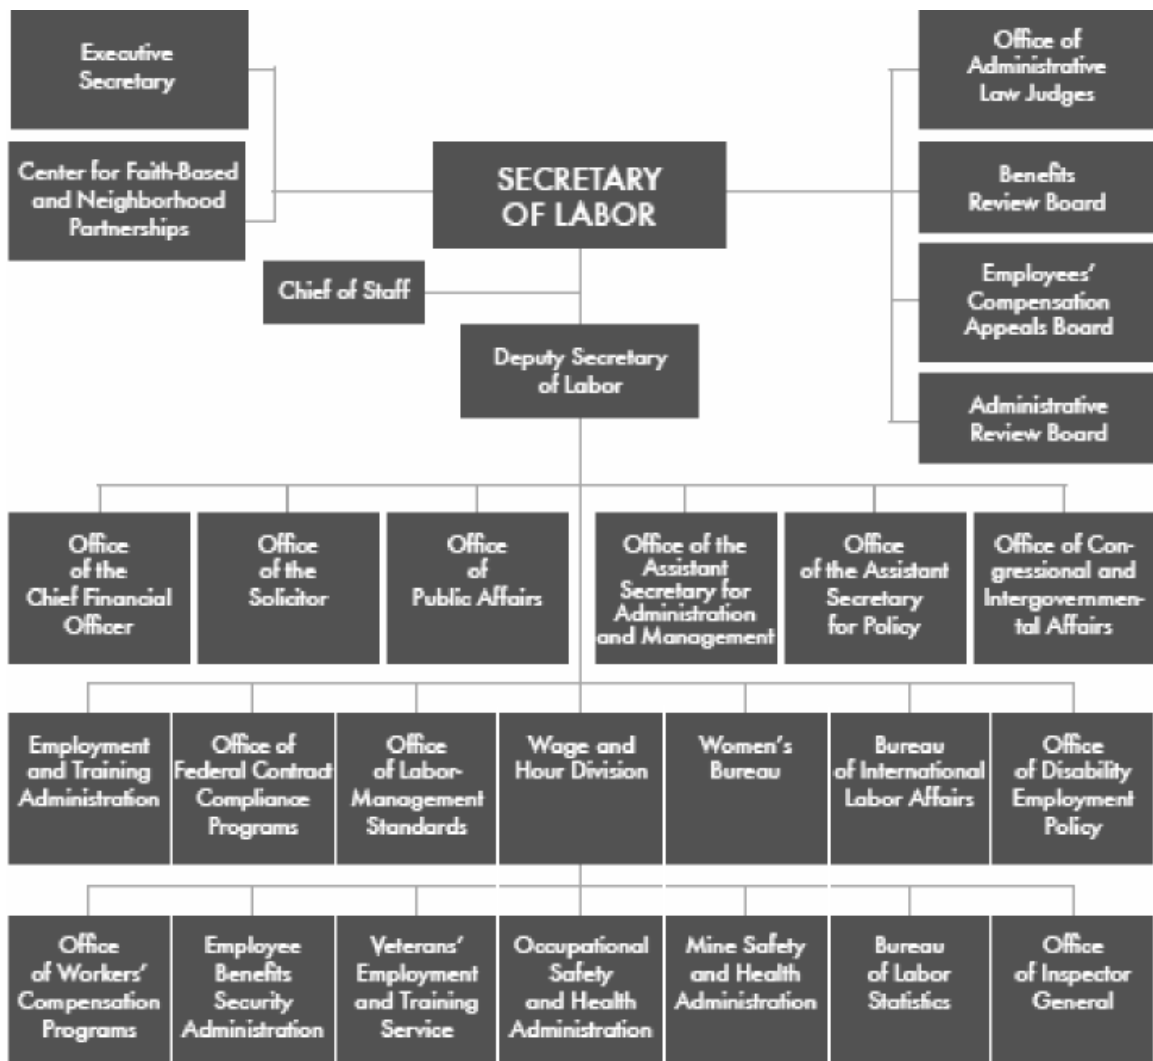 Executive
Secretary
Center for Faith-Based
and Neighborhood
Partnerships
SECRETARY
OF LABOR
Chief of Staff
Deputy Secretary
of Labor
Office of
Administrative
Law Judges
Benefits
Review Board
Employees'
Compensation
Appeals Board
Administrative
Review Board
Office
of the
Chief Financial
Officer
Office
of the
Solicitor
Office
of
Public Affairs
Office of the
Assistant
Secretary for
Administration
and Management
Office
of the Assistant
Secretary
for Policy
Office of Con-
gressional and
Intergovernmen-
tal Affairs
Employment
and Training
Administration
Office of
Federal Contract
Compliance
Programs
Office
of Labor-
Management
Standards
Wage and
Hour Division
Women's
Bureau
Bureau
of International
Labor Affairs
Office
of Disability
Employment
Policy
Office
of Workers'
Compensation
Programs
Employee
Benefits
Security
Administration
Veterans'
Employment
and Training
Service
Occupational
Safety
and Health
Administration
Mine Safety
and Health
Administration
Bureau
of Labor
Statistics
Office
of Inspector
General